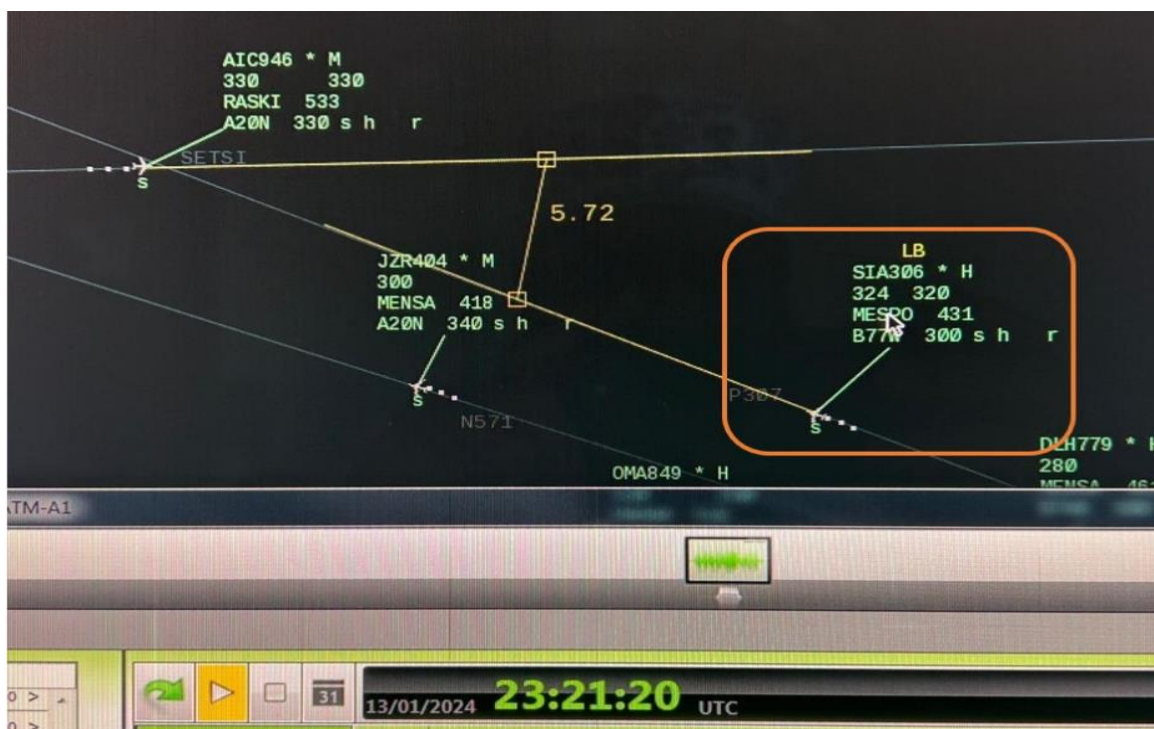 AIC946 * M
330 330
RASKI 533
A20N 330 s h r
SETSI
s
5.72
JZR404 * M
300
MENSA 418
A20N 340 s h r
s
N571
LB
SIA306 * H
324 320
MESPO 431
B77W 300 s h r
P307
s
OMA849 * H
DLH779 * H
280
MENSA 461
ATM-A1
31
13/01/2024 23:21:20 UTC